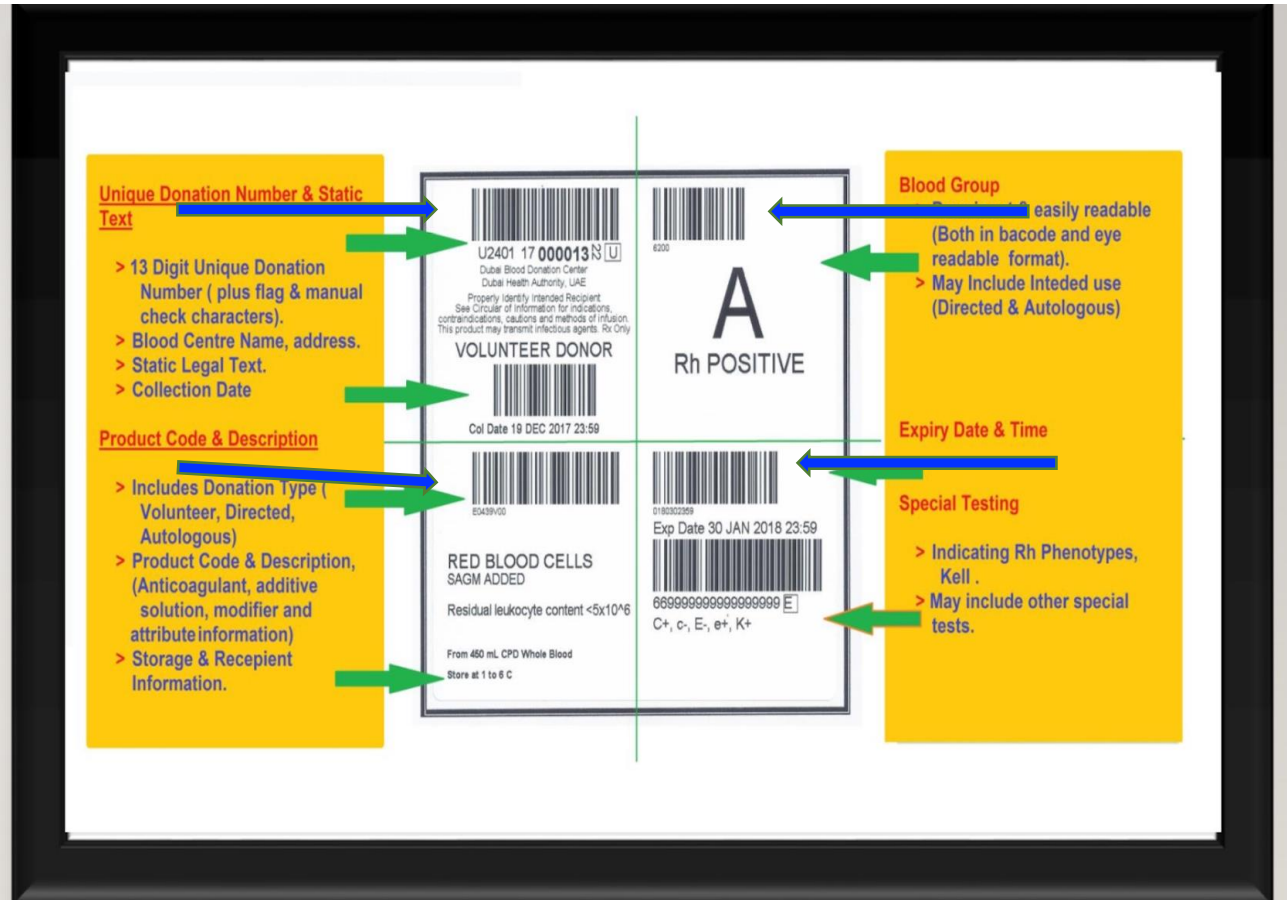 Unique Donation Number & Static
Text
> 13 Digit Unique Donation
Number ( plus flag & manual
check characters).
> Blood Centre Name, address.
> Static Legal Text.
> Collection Date
Product Code & Description
> Includes Donation Type (
Volunteer, Directed,
Autologous)
> Product Code & Description,
(Anticoagulant, additive
solution, modifier and
attribute information)
> Storage & Recepient
Information.
U2401 17 000013 22 U
Dubai Blood Donation Center
Dubai Health Authority, UAE
Properly Identify Intended Recipient
See Circular of Information for indications,
contraindications, cautions and methods of infusion.
This product may transmit infectious agents. Rx Only
VOLUNTEER DONOR
Col Date 19 DEC 2017 23:59
E0439V00
RED BLOOD CELLS
SAGM ADDED
Residual leukocyte content <5x10^6
From 450 mL CPD Whole Blood
Store at 1 to 6 C
6200
A
Rh POSITIVE
0180302359
Exp Date 30 JAN 2018 23:59
669999999999999999 E
C+, c-, E-, e+, K+
Blood Group
easily readable
(Both in bacode and eye
readable format).
> May Include Inteded use
(Directed & Autologous)
Expiry Date & Time
Special Testing
> Indicating Rh Phenotypes,
Kell .
> May include other special
tests.